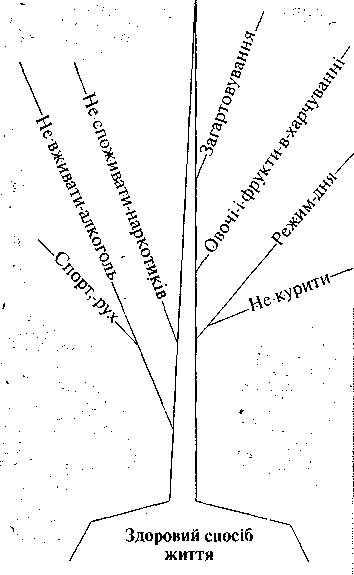 Не вживати алкоголь
Не споживати наркотиків
Спорт, рух
Загартовування
Овочі і фрукти в харчуванні
Режим дня
Не курити
Здоровий спосіб
життя